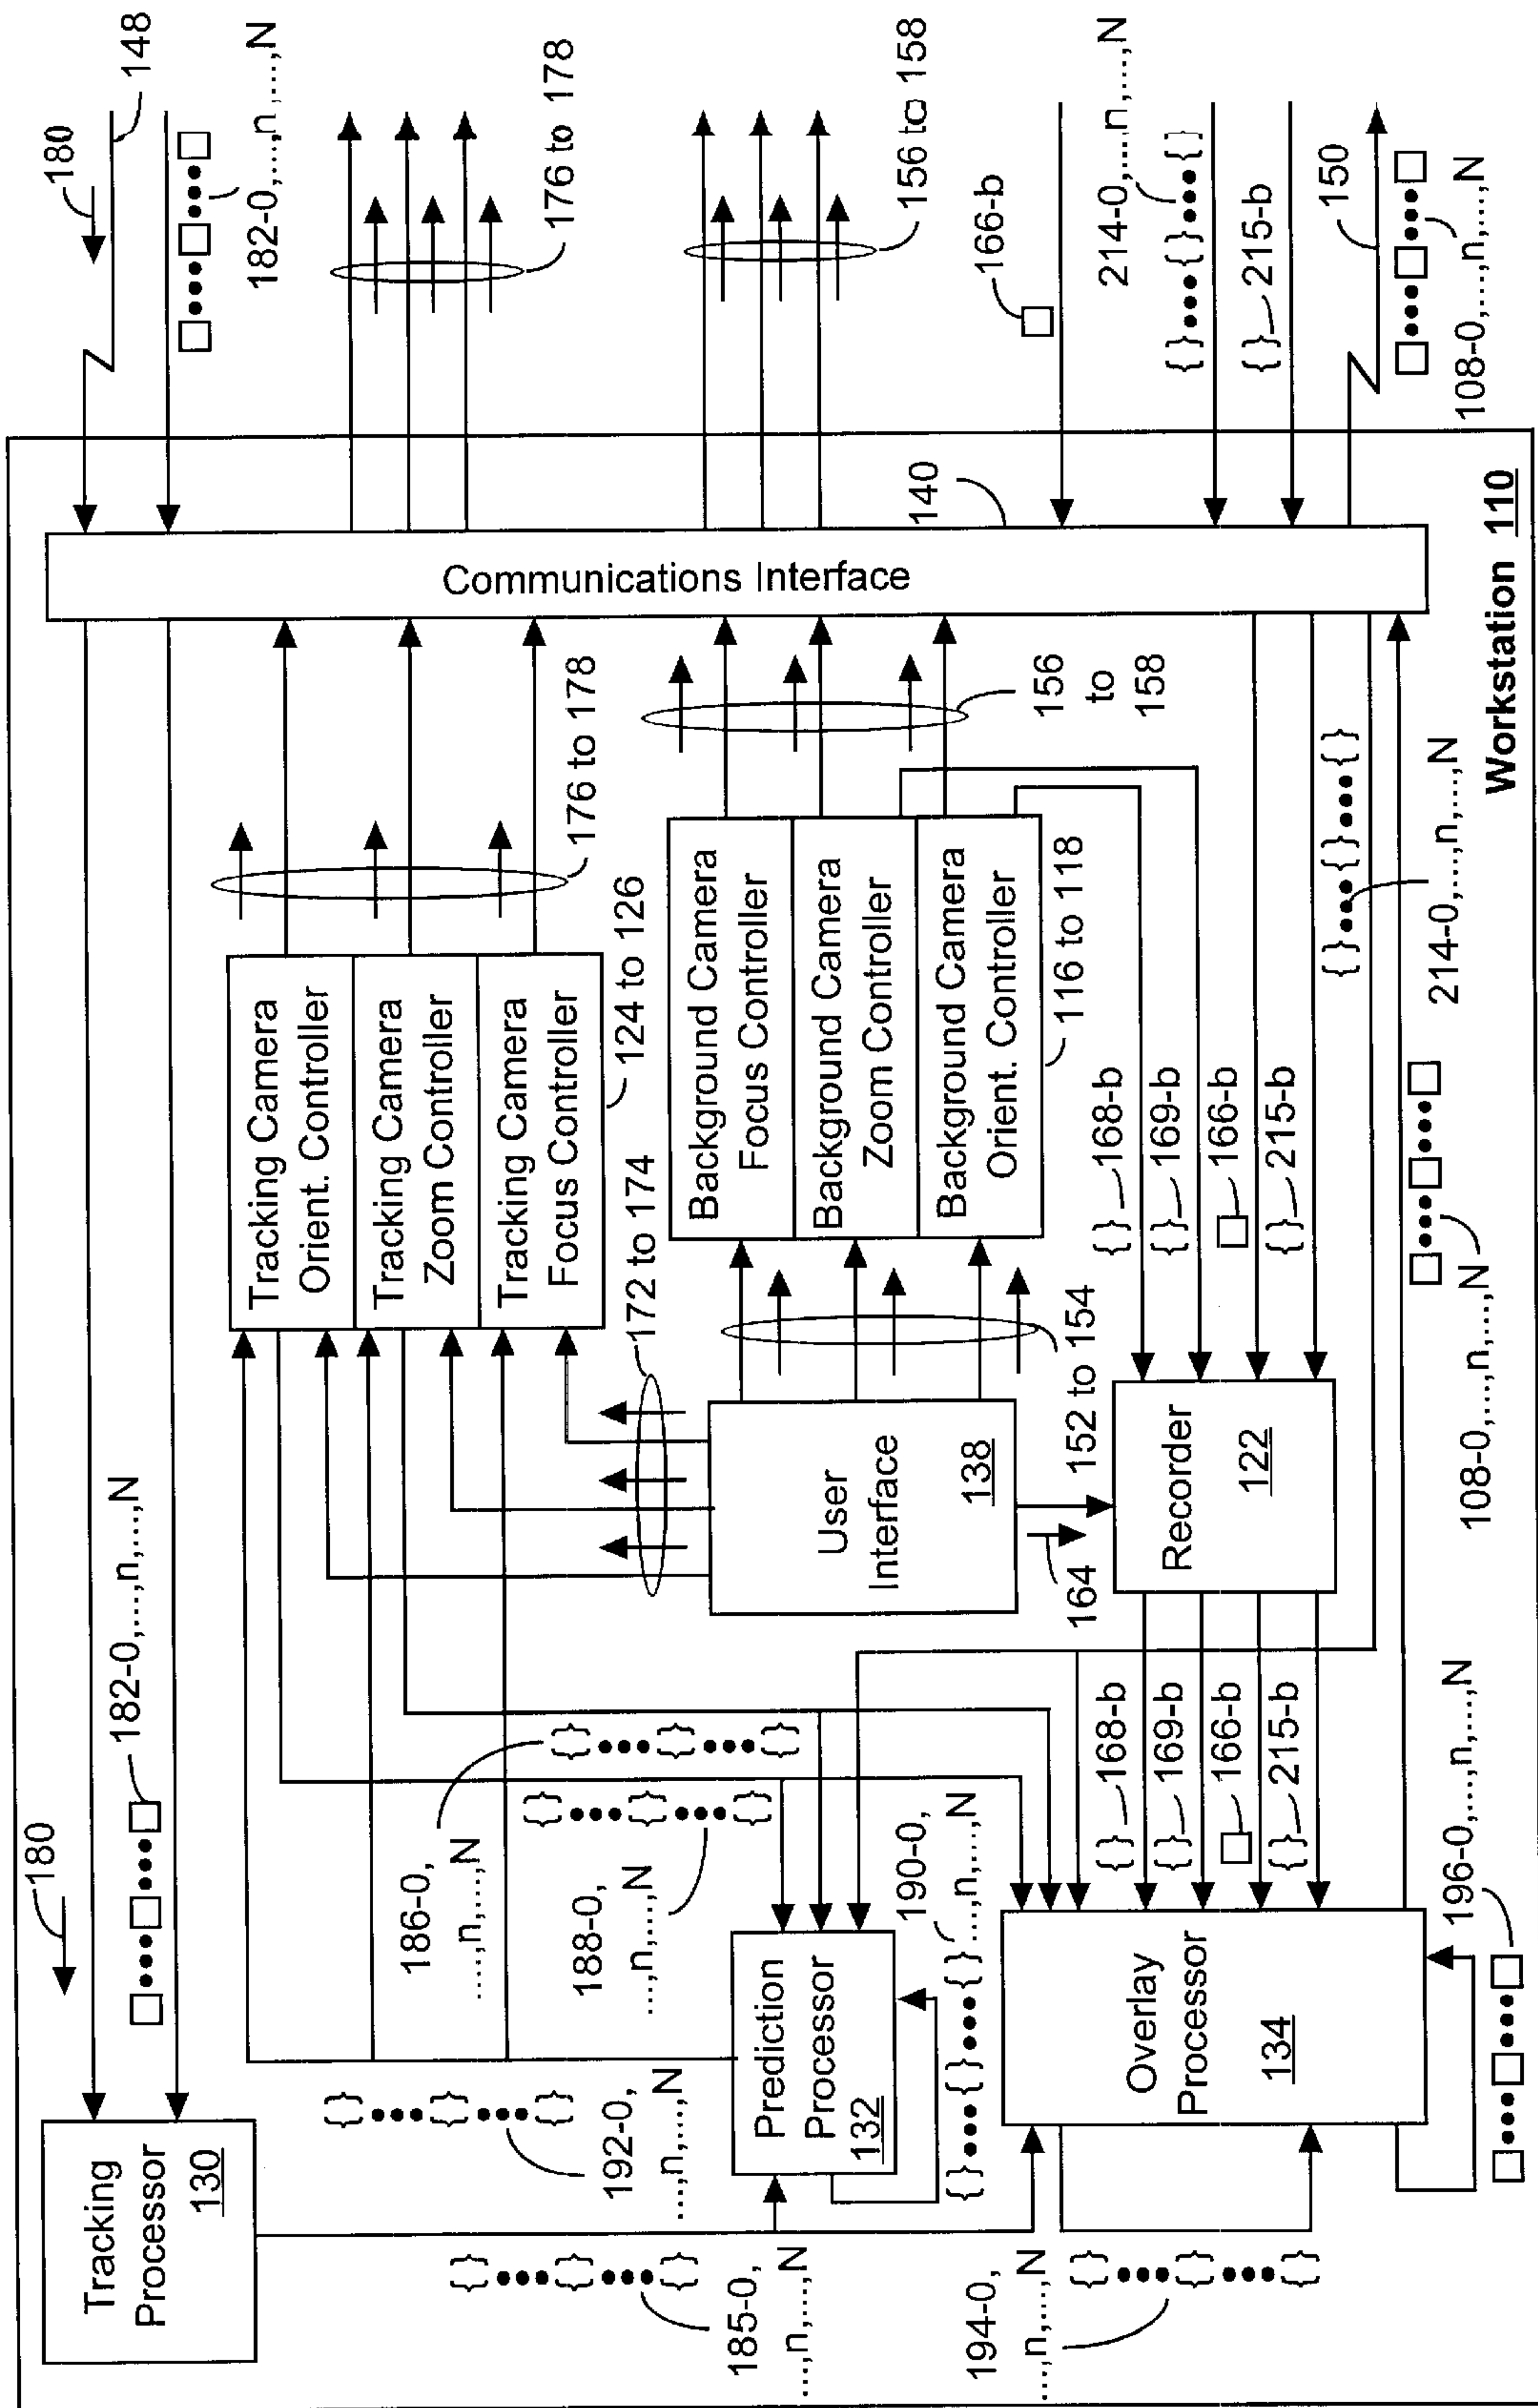 180
148
182-0,...,n,...,N
176 to 178
156 to 158
166-b
214-0,...,n,...,N
{}••••{}••••{}
{}
215-b
150
108-0,...,n,...,N
Communications Interface
140
Workstation 110
180
182-0,...,n,...,N
Tracking Camera
Orient. Controller
Tracking Camera
Zoom Controller
Tracking Camera
Focus Controller
124 to 126
176 to 178
172 to 174
Background Camera
Focus Controller
Background Camera
Zoom Controller
Background Camera
Orient. Controller
116 to 118
156
to
158
152 to 154
User
Interface
138
164
Recorder
122
{} 168-b
{} 169-b
166-b
{} 215-b
{}•••{}•••{}
214-0,...,n,...,N
108-0,...,n,...,N
Tracking
Processor
130
{}•••{}•••{}
186-0,
...,n,...,N
{}•••{}•••{}
188-0,
...,n,...,N
{}•••{}•••{}
192-0,
...,n,...,N
Prediction
Processor
132
{}••••{}••••{}
190-0,
...,n,...,N
{}•••{}•••{}
185-0,
...,n,...,N
Overlay
Processor
134
{} 168-b
{} 169-b
166-b
{} 215-b
{}•••{}•••{}
194-0,
...,n,...,N
196-0,...,n,...,N